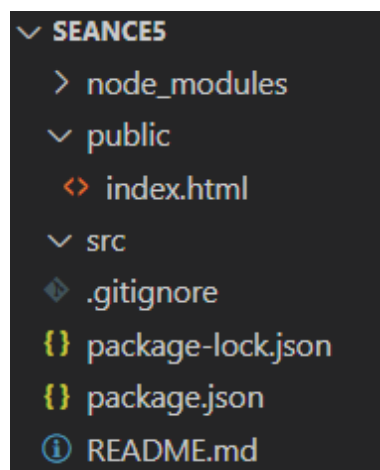 SEANCE5
node_modules
public
<> index.html
src
.gitignore
{} package-lock.json
{} package.json
README.md